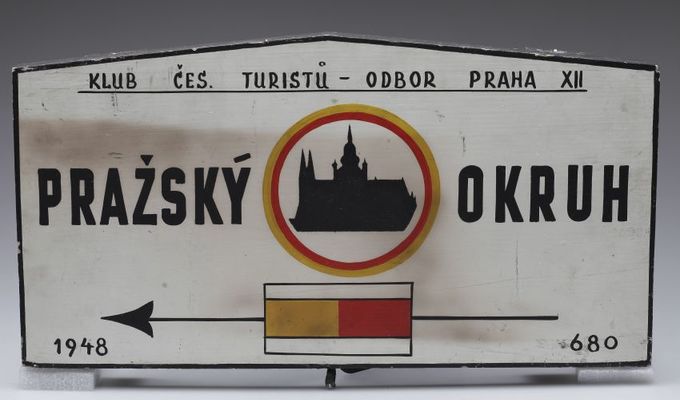 KLUB ČES. TURISTŮ - ODBOR PRAHA XII
PRAŽSKÝ OKRUH
1948 680